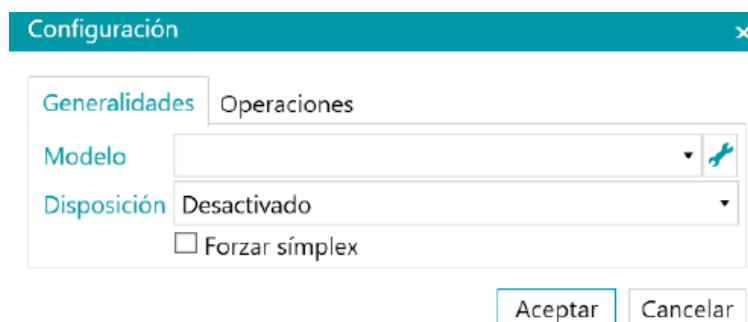 Configuración
Generalidades Operaciones
Modelo
Disposición Desactivado
Forzar símplex
Aceptar Cancelar